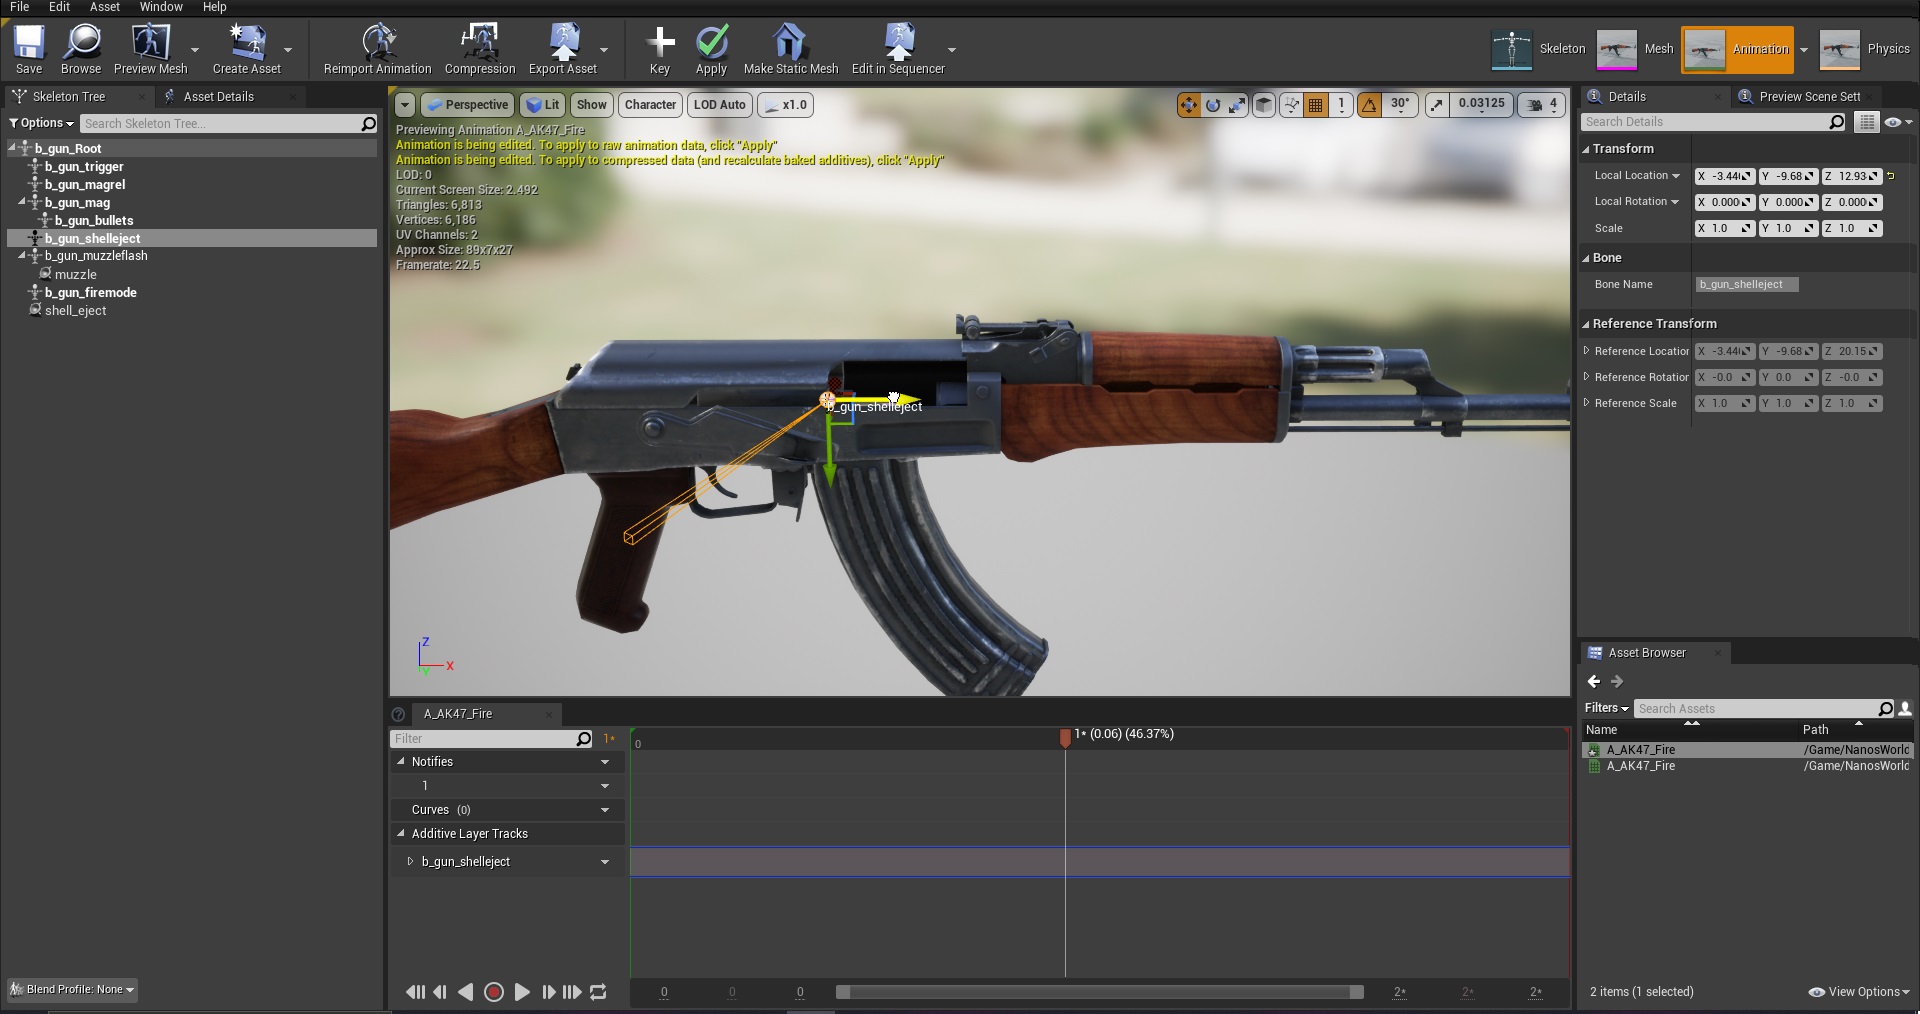 File Edit Asset Window Help
Save Browse Preview Mesh Create Asset Reimport Animation Compression Export Asset Key Apply Make Static Mesh Edit in Sequencer Skeleton Mesh Animation Physics
Skeleton Tree Asset Details
Options Search Skeleton Tree...
b_gun_Root
b_gun_trigger
b_gun_magrel
b_gun_mag
b_gun_bullets
b_gun_shelleject
b_gun_muzzleflash
muzzle
b_gun_firemode
shell_eject
Blend Profile: None
Perspective Lit Show Character LOD Auto x1.0 1 30° 0.03125 4
Previewing Animation A_AK47_Fire
Animation is being edited. To apply to raw animation data, click "Apply"
Animation is being edited. To apply to compressed data (and recalculate baked additives), click "Apply"
LOD: 0
Current Screen Size: 2.492
Triangles: 6,813
Vertices: 6,186
UV Channels: 2
Approx Size: 89x7x27
Framerate: 22.5
b_gun_shelleject
Z
X
Y
A_AK47_Fire
Filter 1*
0
1* (0.06) (46.37%)
Notifies
1
Curves (0)
Additive Layer Tracks
b_gun_shelleject
0 0 0 2* 2* 2*
Details Preview Scene Sett
Search Details
Transform
Local Location X -3.44 Y -9.68 Z 12.93
Local Rotation X 0.000 Y 0.000 Z 0.000
Scale X 1.0 Y 1.0 Z 1.0
Bone
Bone Name b_gun_shelleject
Reference Transform
Reference Location X -3.44 Y -9.68 Z 20.15
Reference Rotation X -0.0 Y 0.0 Z -0.0
Reference Scale X 1.0 Y 1.0 Z 1.0
Asset Browser
Filters Search Assets
Name Path
A_AK47_Fire /Game/NanosWorld
A_AK47_Fire /Game/NanosWorld
2 items (1 selected) View Options